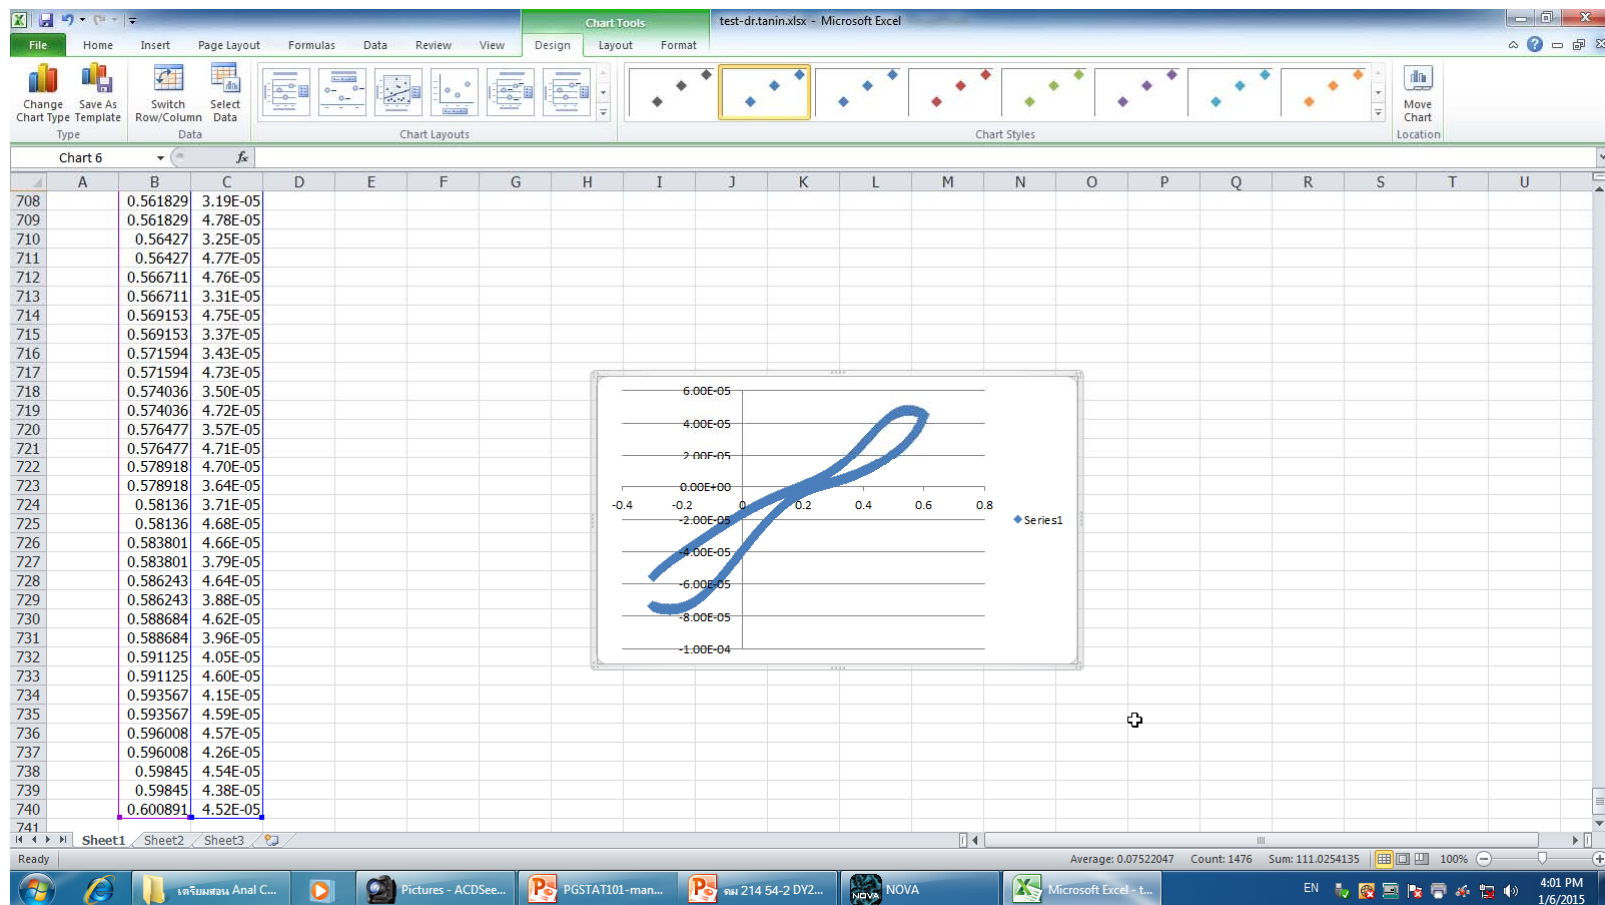 test-dr.tanin.xlsx - Microsoft Excel
Chart Tools
File Home Insert Page Layout Formulas Data Review View Design Layout Format
Change Chart Type
Save As Template
Switch Row/Column
Select Data
Move Chart
Type Data Chart Layouts Chart Styles Location
Chart 6 fx
A B C D E F G H I J K L M N O P Q R S T U
708 0.561829 3.19E-05
709 0.561829 4.78E-05
710 0.56427 3.25E-05
711 0.56427 4.77E-05
712 0.566711 4.76E-05
713 0.566711 3.31E-05
714 0.569153 4.75E-05
715 0.569153 3.37E-05
716 0.571594 3.43E-05
717 0.571594 4.73E-05
718 0.574036 3.50E-05
719 0.574036 4.72E-05
720 0.576477 3.57E-05
721 0.576477 4.71E-05
722 0.578918 4.70E-05
723 0.578918 3.64E-05
724 0.58136 3.71E-05
725 0.58136 4.68E-05
726 0.583801 4.66E-05
727 0.583801 3.79E-05
728 0.586243 4.64E-05
729 0.586243 3.88E-05
730 0.588684 4.62E-05
731 0.588684 3.96E-05
732 0.591125 4.05E-05
733 0.591125 4.60E-05
734 0.593567 4.15E-05
735 0.593567 4.59E-05
736 0.596008 4.57E-05
737 0.596008 4.26E-05
738 0.59845 4.54E-05
739 0.59845 4.38E-05
740 0.600891 4.52E-05
741
6.00E-05
4.00E-05
2.00E-05
0.00E+00
-0.4 -0.2 0 0.2 0.4 0.6 0.8
-2.00E-05
-4.00E-05
-6.00E-05
-8.00E-05
-1.00E-04
Series1
Sheet1 Sheet2 Sheet3
Ready Average: 0.07522047 Count: 1476 Sum: 111.0254135 100%
เตรียมสอน Anal C... Pictures - ACDSee... PGSTAT101-man... คม 214 54-2 DY2... NOVA NOVA Microsoft Excel - t... EN 4:01 PM
1/6/2015